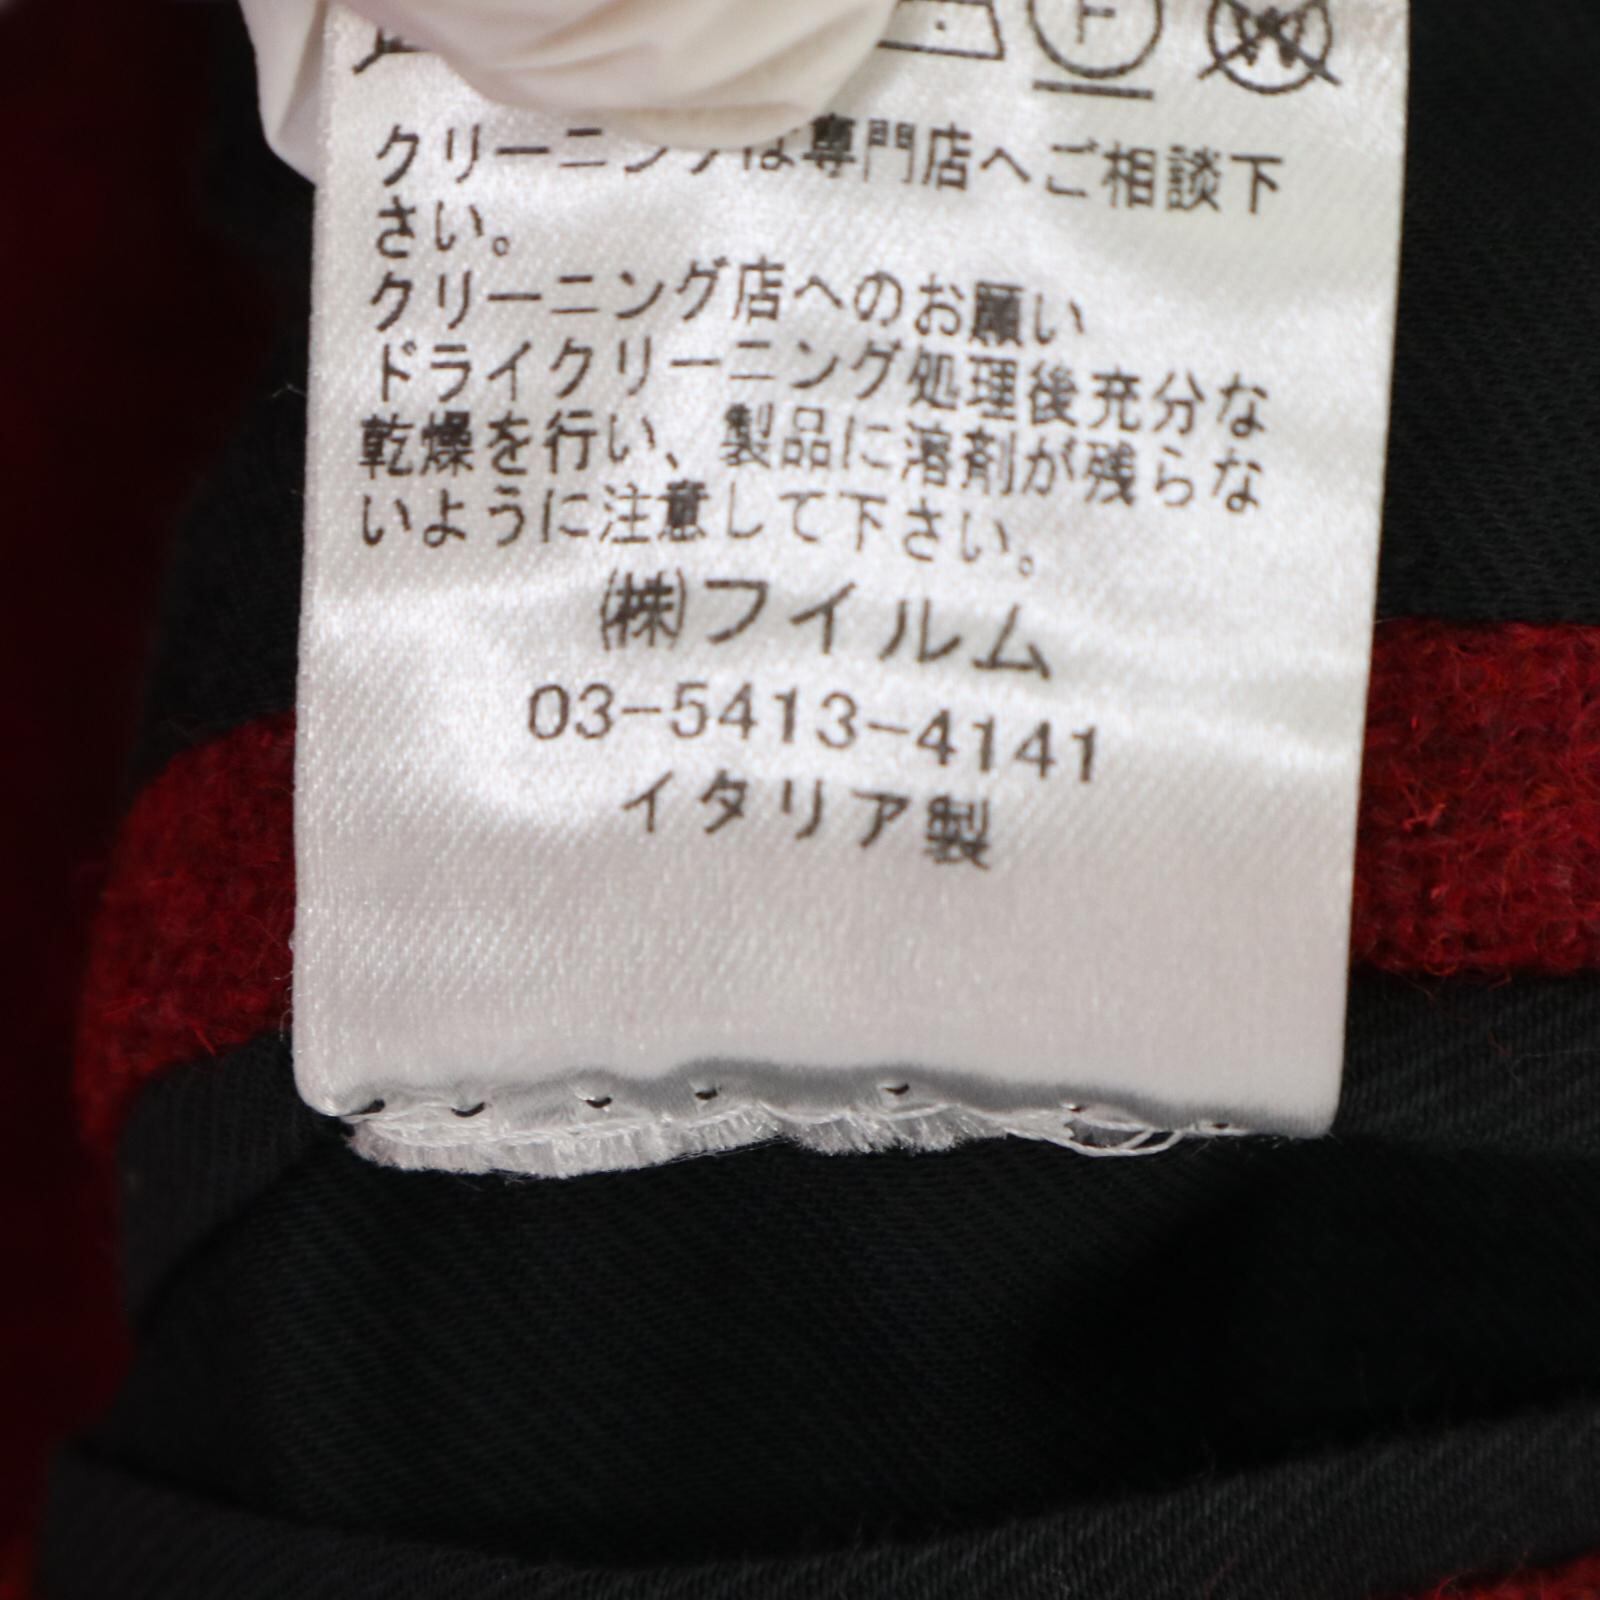 F
W
クリーニングは専門店へご相談下
さい。
クリーニング店へのお願い
ドライクリーニング処理後充分な
乾燥を行い、製品に溶剤が残らな
いように注意して下さい。
㈱フイルム
03-5413-4141
イタリア製